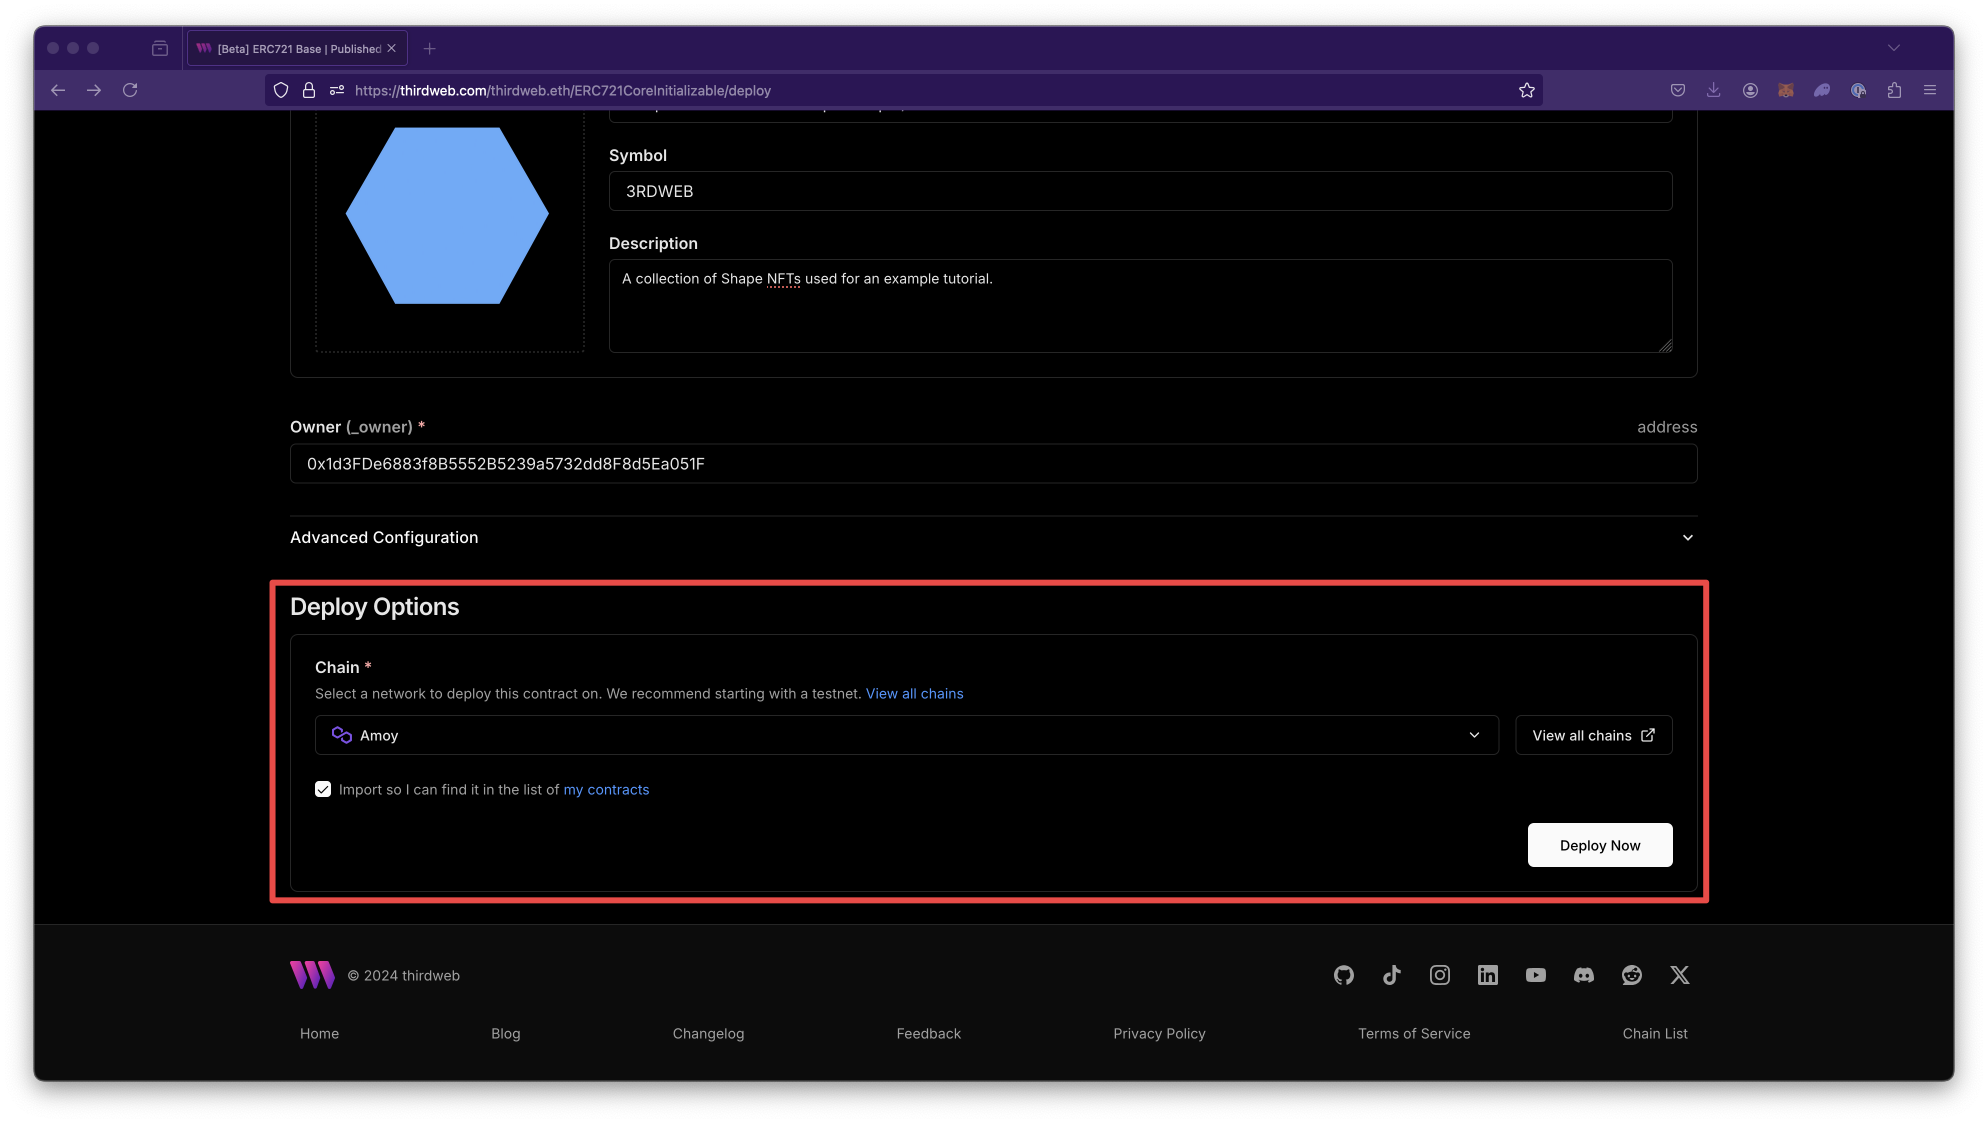 [Beta] ERC721 Base | Published
https://thirdweb.com/thirdweb.eth/ERC721CoreInitializable/deploy
Symbol
3RDWEB
Description
A collection of Shape NFTs used for an example tutorial.
Owner (_owner) *
address
0x1d3FDe6883f8B5552B5239a5732dd8F8d5Ea051F
Advanced Configuration
Deploy Options
Chain *
Select a network to deploy this contract on. We recommend starting with a testnet. View all chains
Amoy
View all chains
Import so I can find it in the list of my contracts
Deploy Now
© 2024 thirdweb
Home
Blog
Changelog
Feedback
Privacy Policy
Terms of Service
Chain List